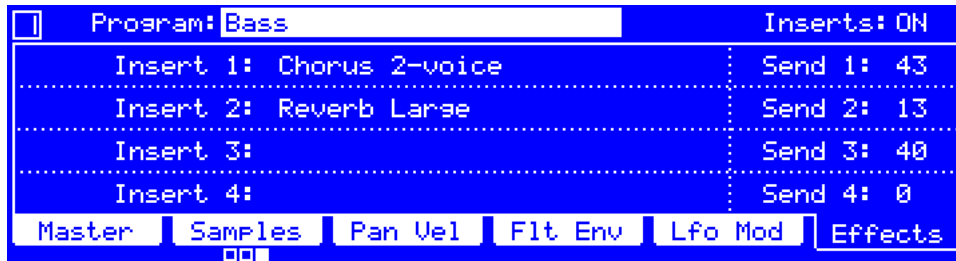 Program: Bass Inserts: ON
Insert 1: Chorus 2-voice Send 1: 43
Insert 2: Reverb Large Send 2: 13
Insert 3: Send 3: 40
Insert 4: Send 4: 0
Master Samples Pan Vel Flt Env Lfo Mod Effects